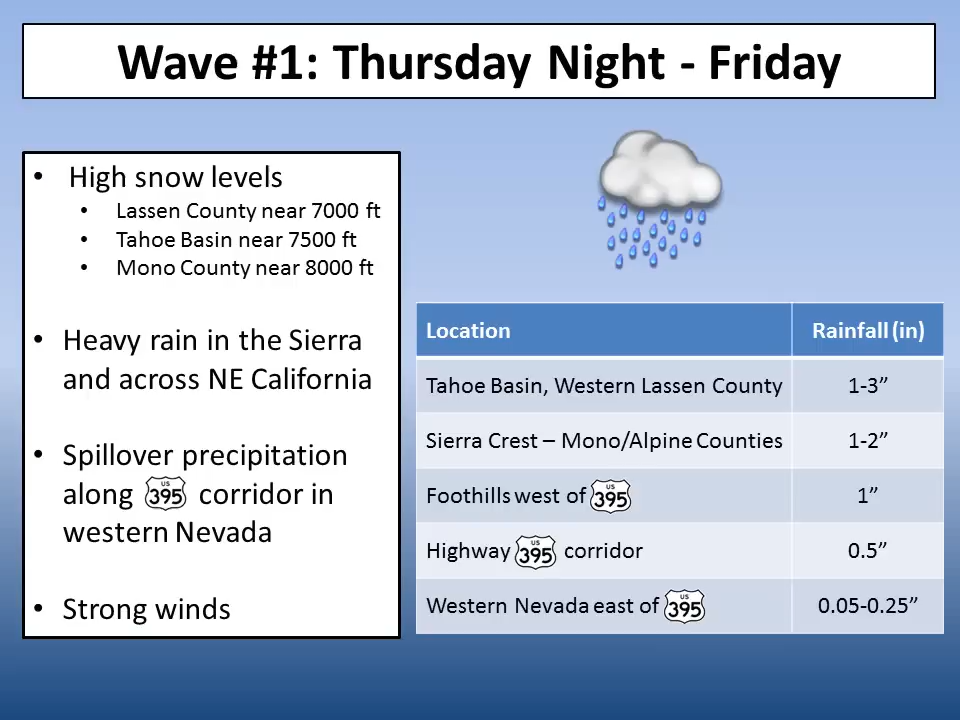 Wave #1: Thursday Night - Friday
• High snow levels
• Lassen County near 7000 ft
• Tahoe Basin near 7500 ft
• Mono County near 8000 ft
• Heavy rain in the Sierra
and across NE California
• Spillover precipitation
along US 395 corridor in
western Nevada
• Strong winds
Location Rainfall (in)
Tahoe Basin, Western Lassen County 1-3”
Sierra Crest – Mono/Alpine Counties 1-2”
Foothills west of US 395 1”
Highway US 395 corridor 0.5”
Western Nevada east of US 395 0.05-0.25”